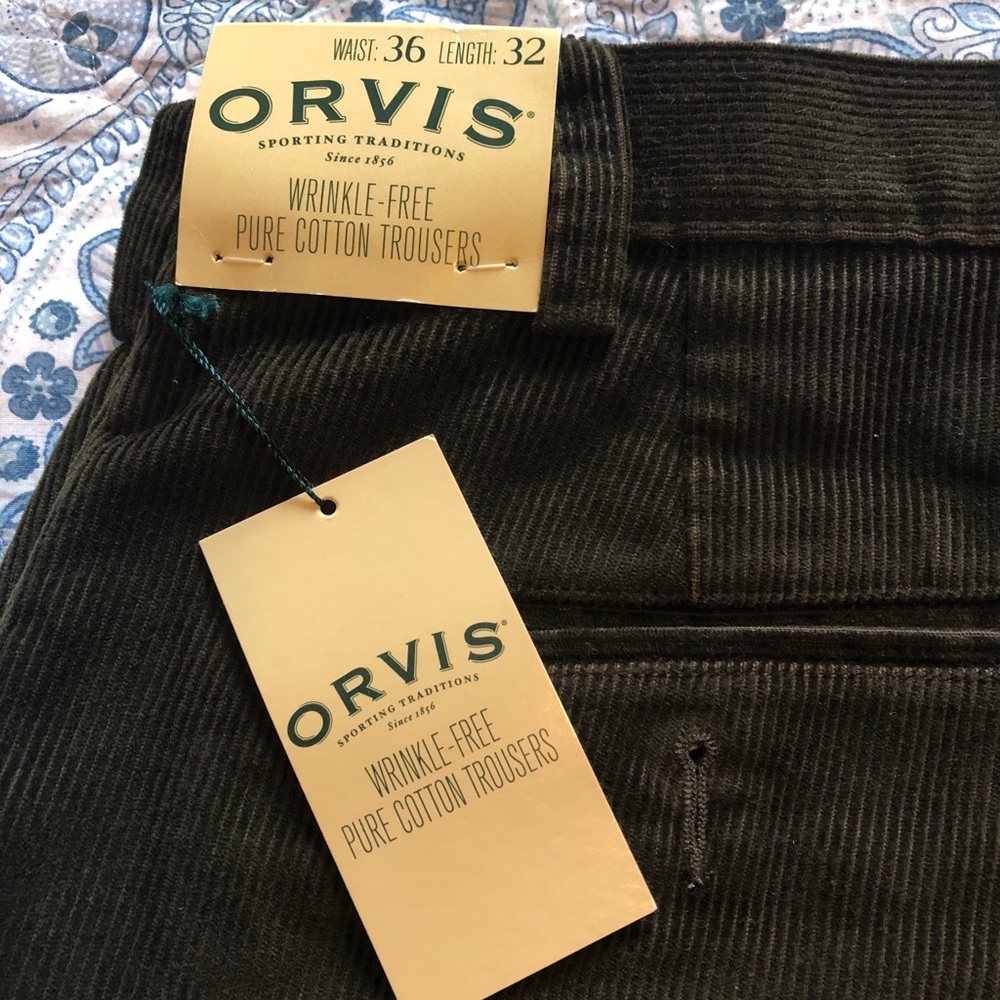 WAIST: 36 LENGTH: 32
ORVIS®
SPORTING TRADITIONS
Since 1856
WRINKLE-FREE
PURE COTTON TROUSERS
ORVIS®
SPORTING TRADITIONS
Since 1856
WRINKLE-FREE
PURE COTTON TROUSERS